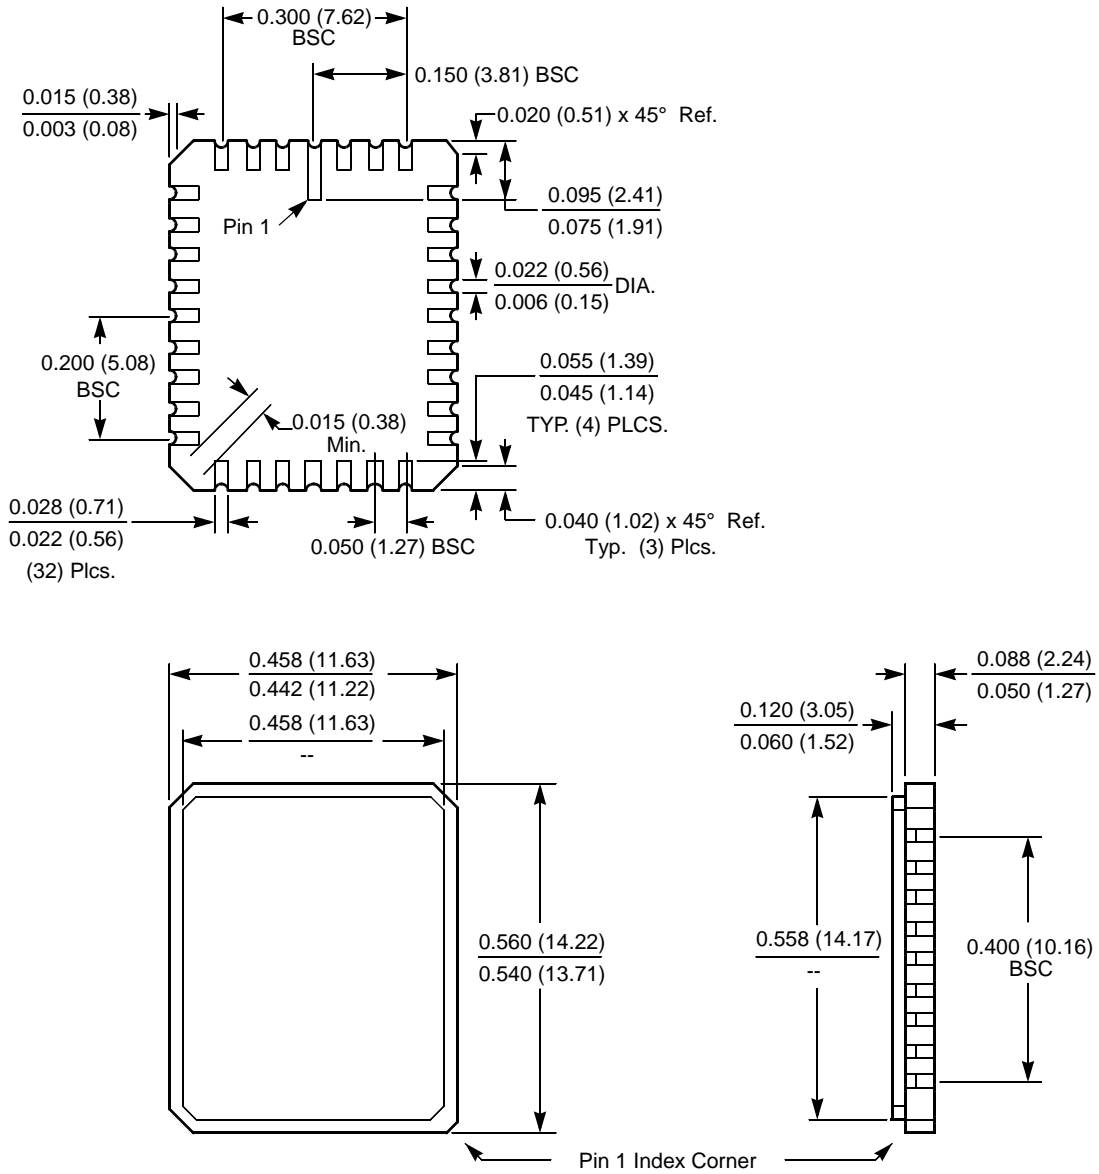 0.300 (7.62)
BSC
0.150 (3.81) BSC
0.015 (0.38)
0.003 (0.08)
0.020 (0.51) x 45° Ref.
0.095 (2.41)
0.075 (1.91)
Pin 1
0.022 (0.56)
0.006 (0.15)
DIA.
0.200 (5.08)
BSC
0.055 (1.39)
0.045 (1.14)
TYP. (4) PLCS.
0.015 (0.38)
Min.
0.028 (0.71)
0.022 (0.56)
(32) Plcs.
0.050 (1.27) BSC
0.040 (1.02) x 45° Ref.
Typ. (3) Plcs.
0.458 (11.63)
0.442 (11.22)
0.458 (11.63)
--
0.088 (2.24)
0.050 (1.27)
0.120 (3.05)
0.060 (1.52)
0.560 (14.22)
0.540 (13.71)
0.558 (14.17)
--
0.400 (10.16)
BSC
Pin 1 Index Corner